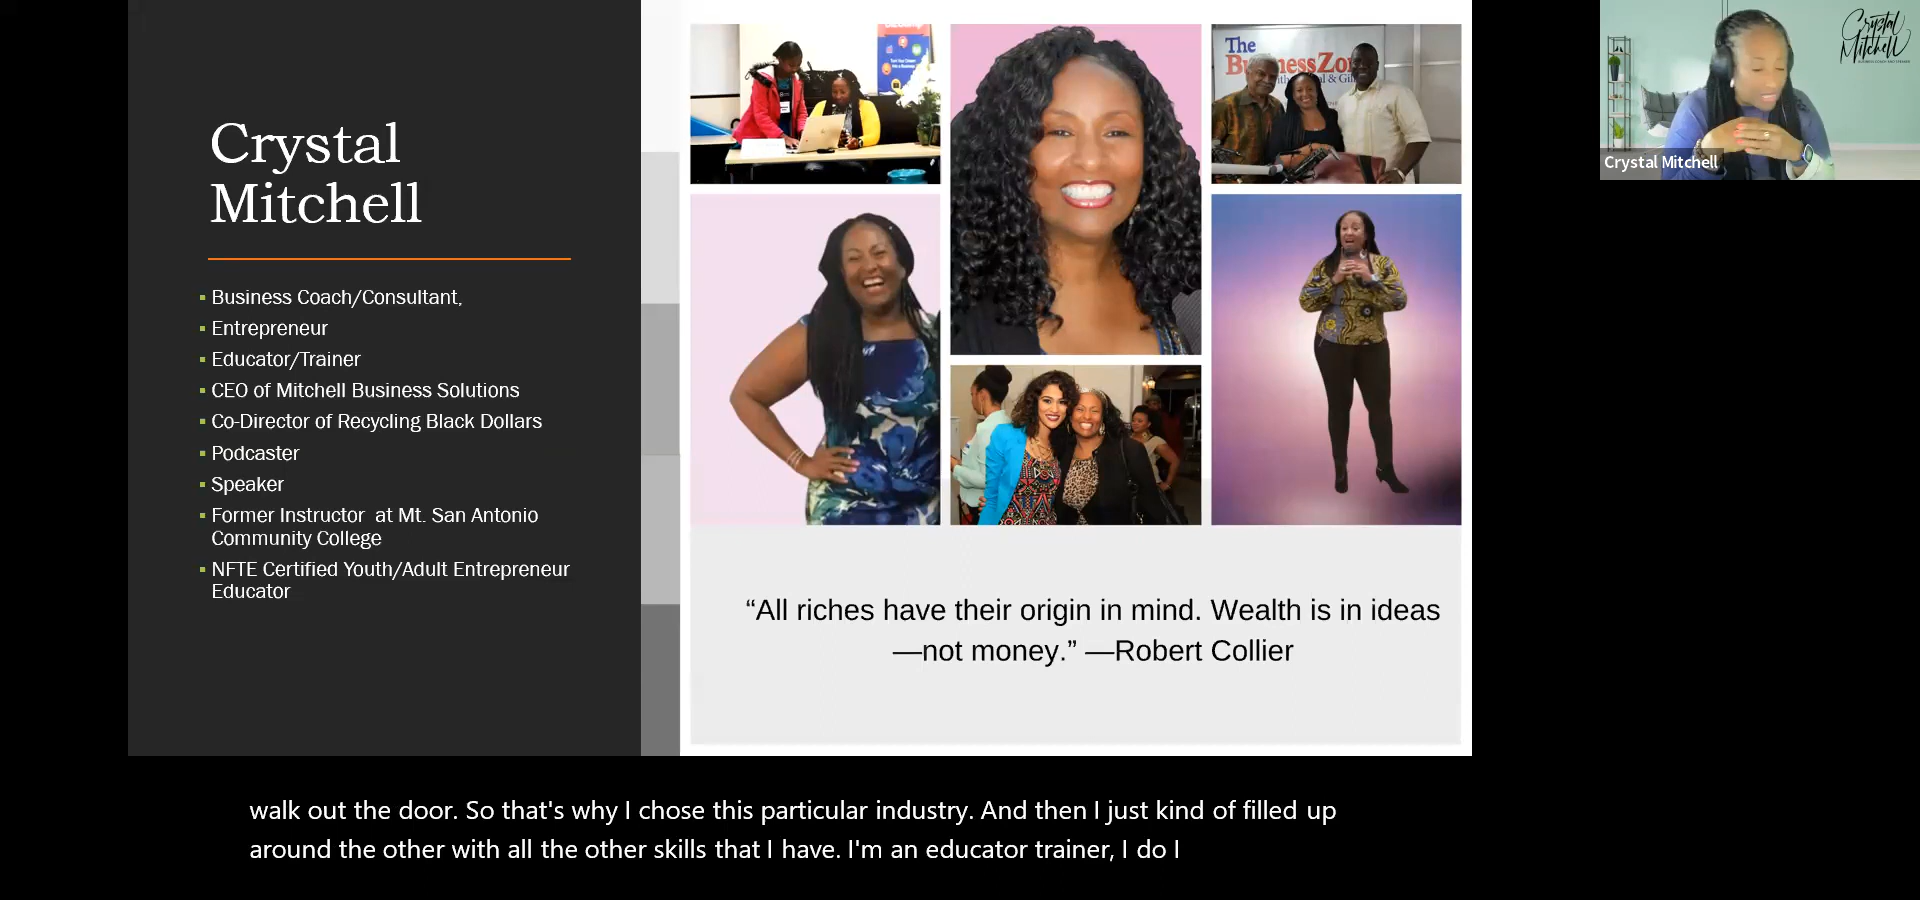 Crystal
Mitchell
Business Coach/Consultant,
Entrepreneur
Educator/Trainer
CEO of Mitchell Business Solutions
Co-Director of Recycling Black Dollars
Podcaster
Speaker
Former Instructor at Mt. San Antonio
Community College
NFTE Certified Youth/Adult Entrepreneur
Educator
The
“All riches have their origin in mind. Wealth is in ideas
—not money.” —Robert Collier
Crystal
Mitchell
Crystal Mitchell
walk out the door. So that's why I chose this particular industry. And then I just kind of filled up
around the other with all the other skills that I have. I'm an educator trainer, I do I